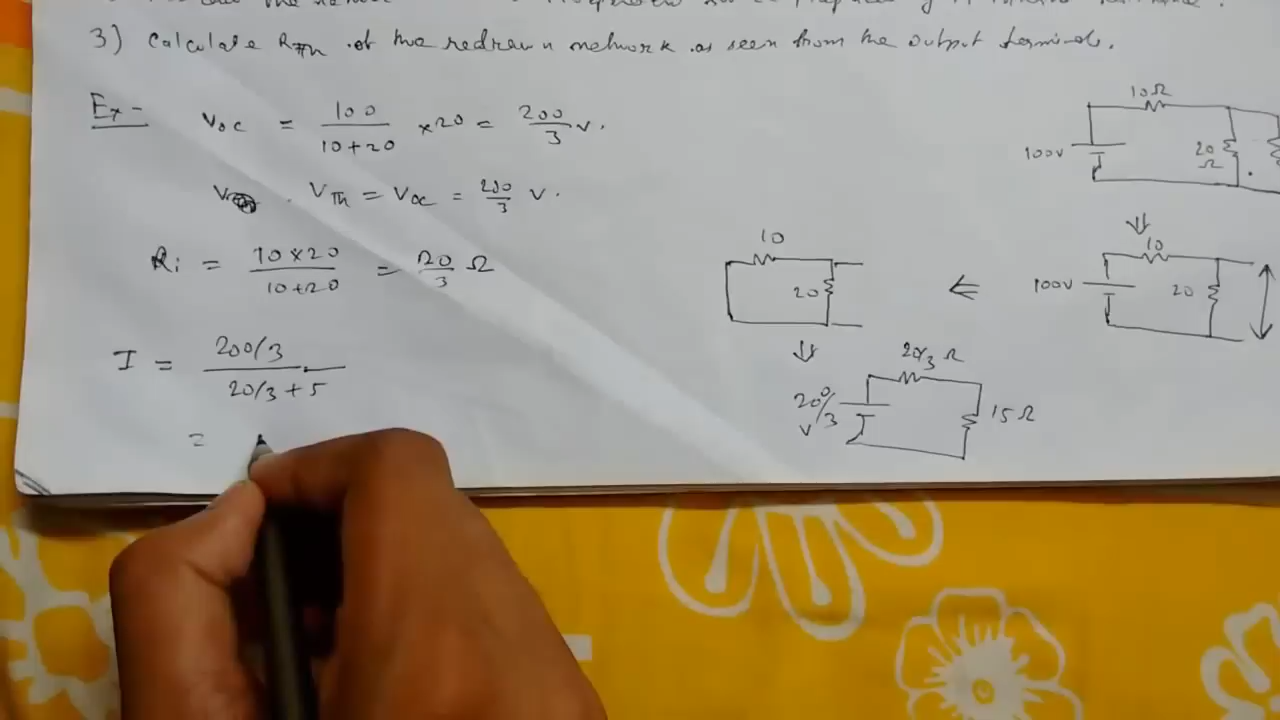 3) Calculate RTh of the redrawn network as seen from the output terminals.
Ex-
Voc = 100/10+20 ×20 = 200/3 v.
VTh = Voc = 200/3 V.
Ri = 10×20/10+20 = 20/3 Ω
I = 200/3 / 20/3 + 5
=
10Ω
100v
20 Ω
10
100v
20
10
20
20/3 Ω
200/3 V
15Ω